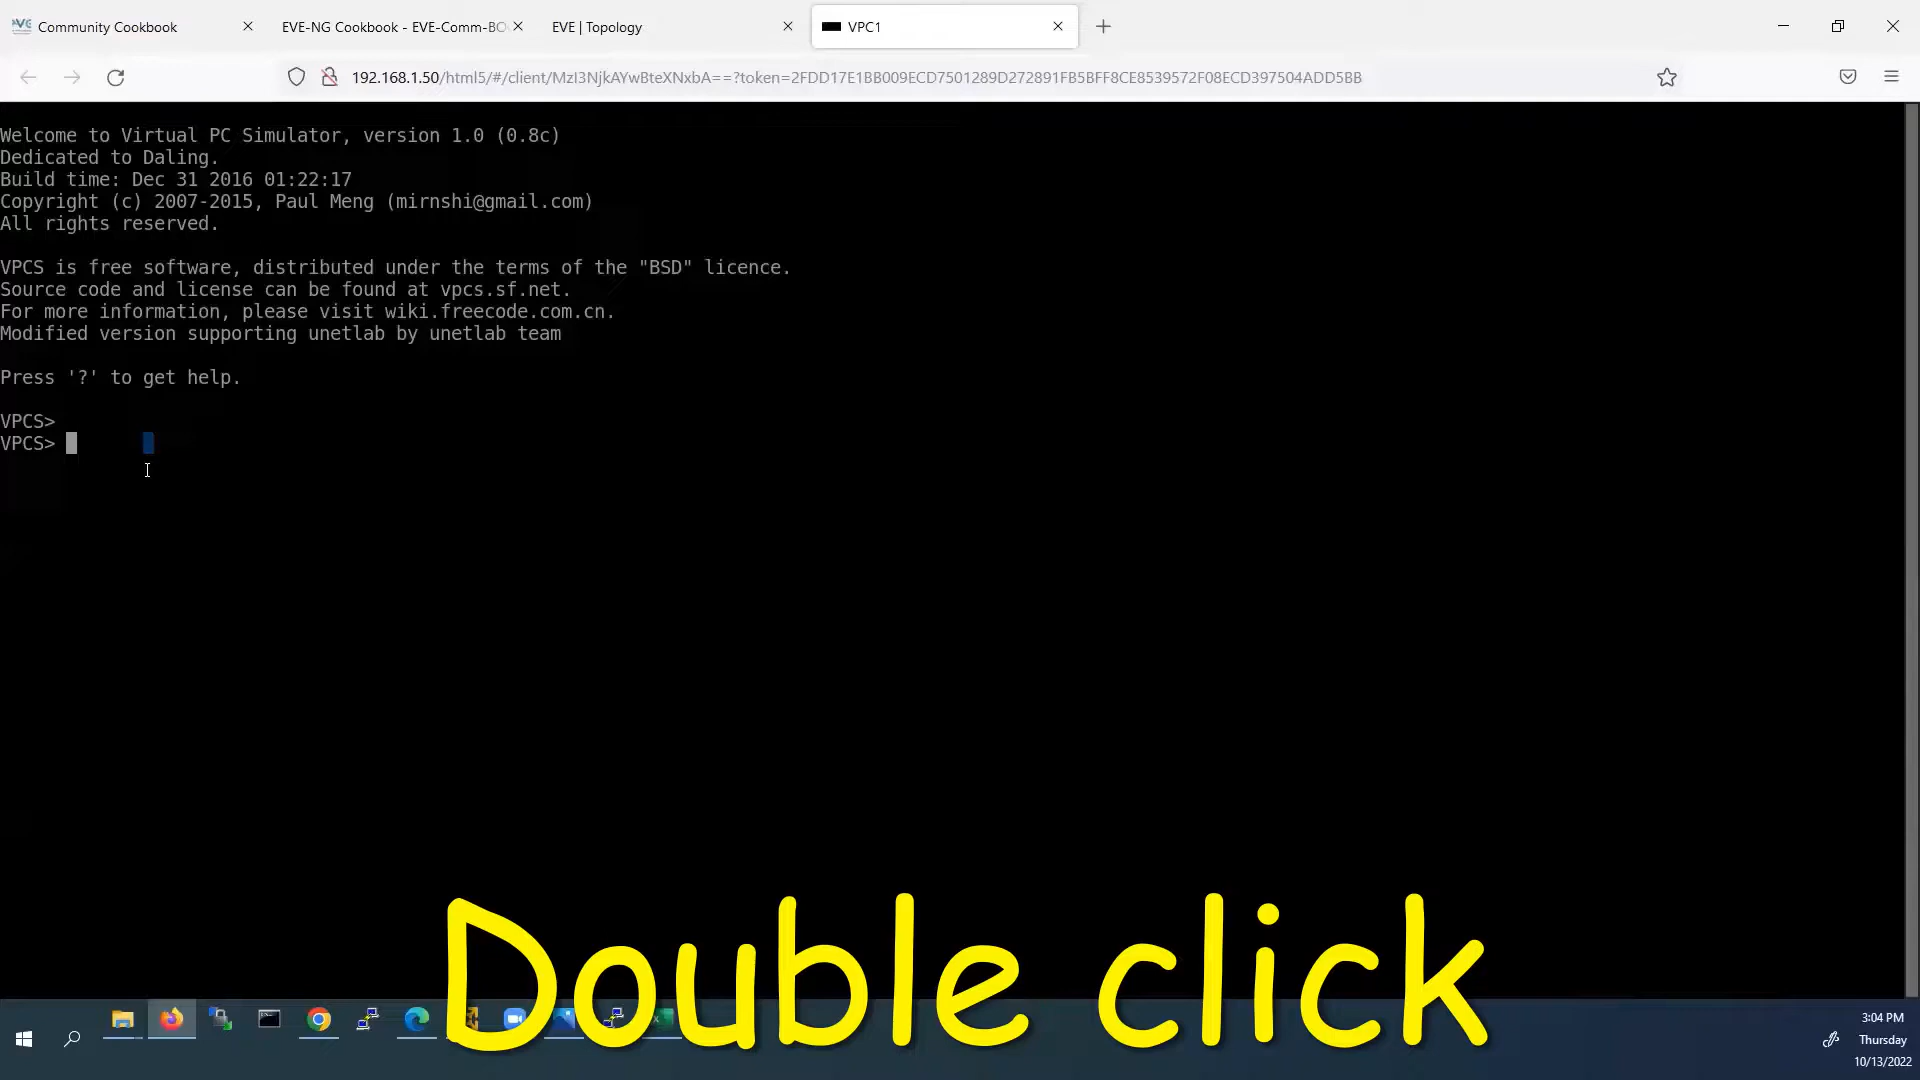 Community Cookbook
EVE-NG Cookbook - EVE-Comm-BO
EVE | Topology
VPC1
192.168.1.50/html5/#/client/MzI3NjkAYwBteXNxbA==?token=2FDD17E1BB009ECD7501289D272891FB5BFF8CE8539572F08ECD397504ADD5BB
Welcome to Virtual PC Simulator, version 1.0 (0.8c)
Dedicated to Daling.
Build time: Dec 31 2016 01:22:17
Copyright (c) 2007-2015, Paul Meng (mirnshi@gmail.com)
All rights reserved.
VPCS is free software, distributed under the terms of the "BSD" licence.
Source code and license can be found at vpcs.sf.net.
For more information, please visit wiki.freecode.com.cn.
Modified version supporting unetlab by unetlab team
Press '?' to get help.
VPCS>
VPCS>
Double click
3:04 PM
Thursday
10/13/2022